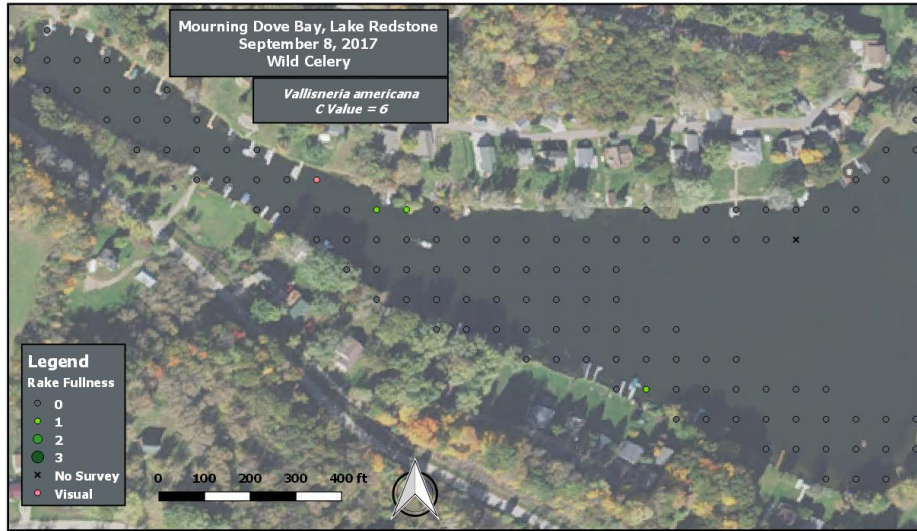 Mourning Dove Bay, Lake Redstone
September 8, 2017
Wild Celery
Vallisneria americana
C Value = 6
Legend
Rake Fullness
0
1
2
3
No Survey
Visual
0 100 200 300 400 ft